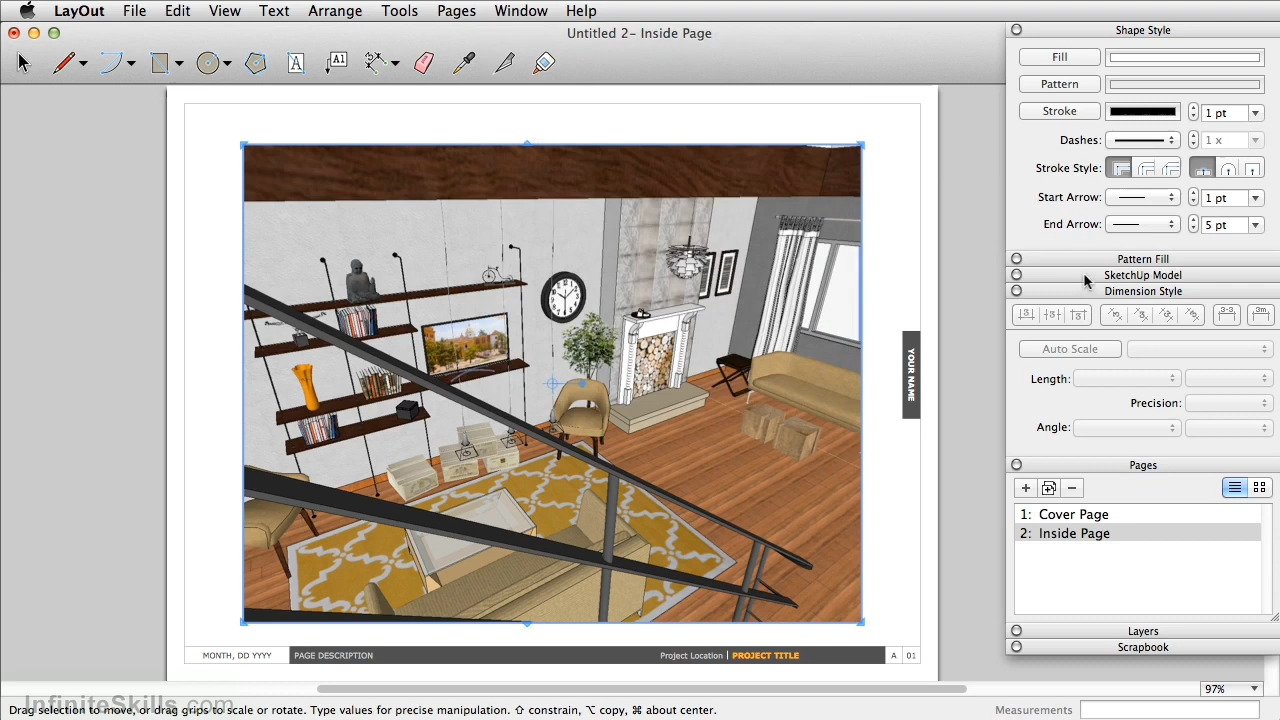 LayOut File Edit View Text Arrange Tools Pages Window Help
Untitled 2- Inside Page
A
A1
Shape Style
Fill
Pattern
Stroke
1 pt
Dashes:
1 x
Stroke Style:
Start Arrow:
1 pt
End Arrow:
5 pt
Pattern Fill
SketchUp Model
Dimension Style
Auto Scale
Length:
Precision:
Angle:
Pages
1: Cover Page
2: Inside Page
Layers
Scrapbook
YOUR NAME
MONTH, DD YYYY
PAGE DESCRIPTION
Project Location | PROJECT TITLE
A 01
97%
InfiniteSkills.com
Drag selection to move, or drag grips to scale or rotate. Type values for precise manipulation. ⇧ constrain, ⌥ copy, ⌘ about center.
Measurements